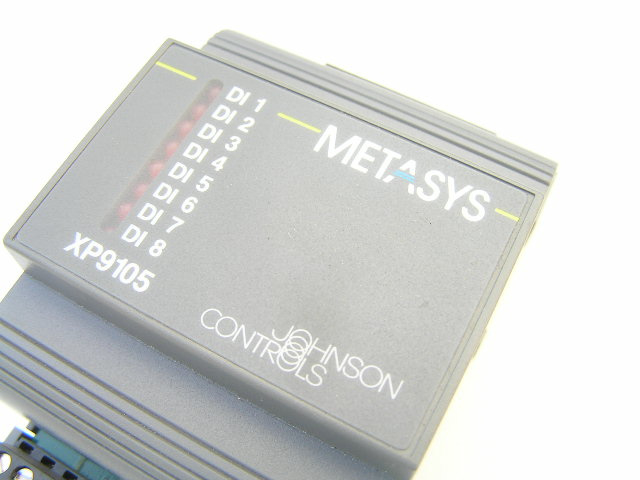 DI 1
DI 2
DI 3
DI 4
DI 5
DI 6
DI 7
DI 8
XP9105
METASYS
JOHNSON
CONTROLS